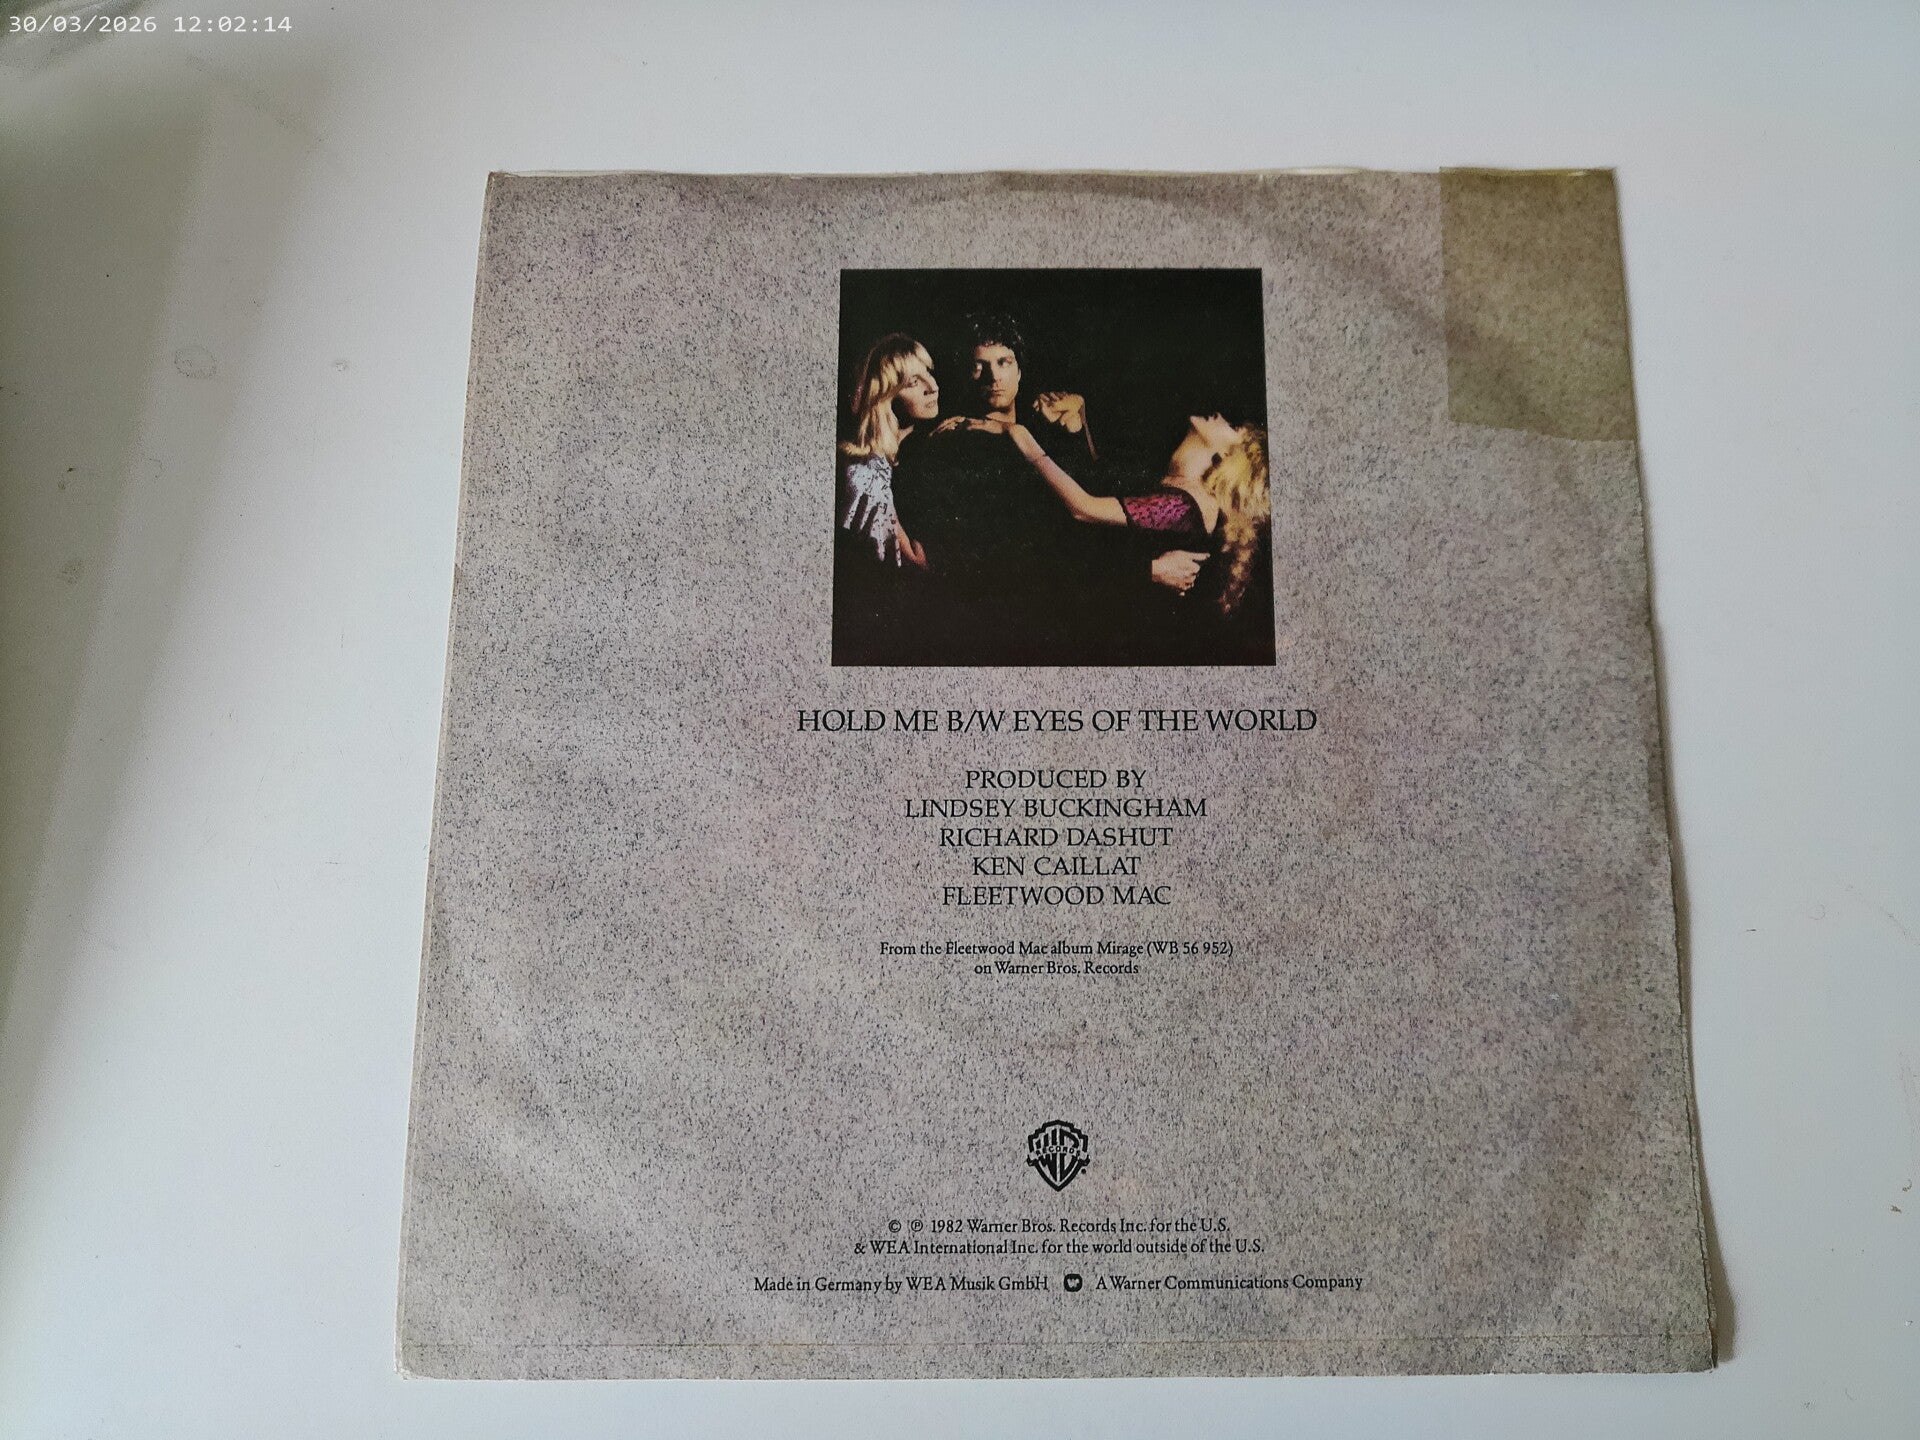 30/03/2026 12:02:14
HOLD ME B/W EYES OF THE WORLD
PRODUCED BY
LINDSEY BUCKINGHAM
RICHARD DASHUT
KEN CAILLAT
FLEETWOOD MAC
From the Fleetwood Mac album Mirage (WB 56 952)
on Warner Bros. Records
WB
RECORDS
© ℗ 1982 Warner Bros. Records Inc. for the U.S.
& WEA International Inc. for the world outside of the U.S.
Made in Germany by WEA Musik GmbH A Warner Communications Company